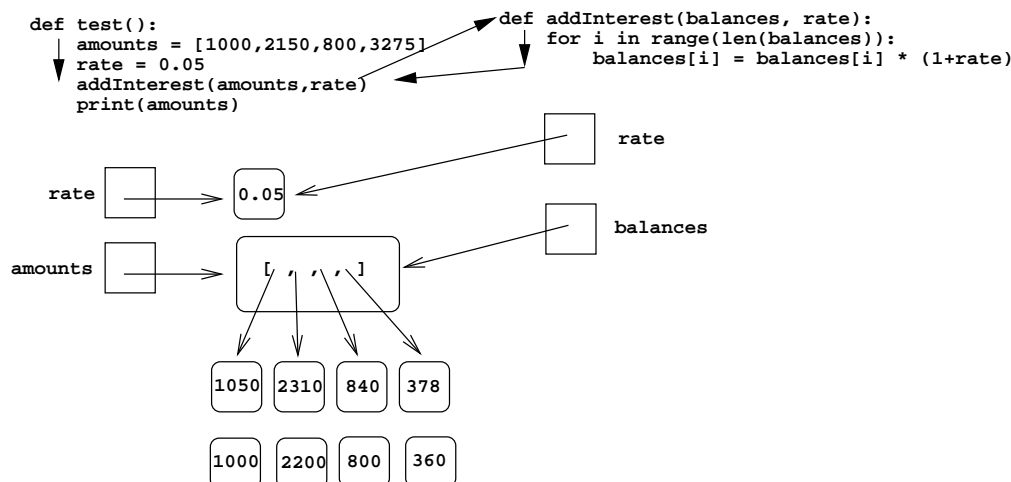 def test():
amounts = [1000,2150,800,3275]
rate = 0.05
addInterest(amounts,rate)
print(amounts)
def addInterest(balances, rate):
for i in range(len(balances)):
balances[i] = balances[i] * (1+rate)
rate
rate
0.05
balances
amounts
[ , , , ]
1050 2310 840 378
1000 2200 800 360